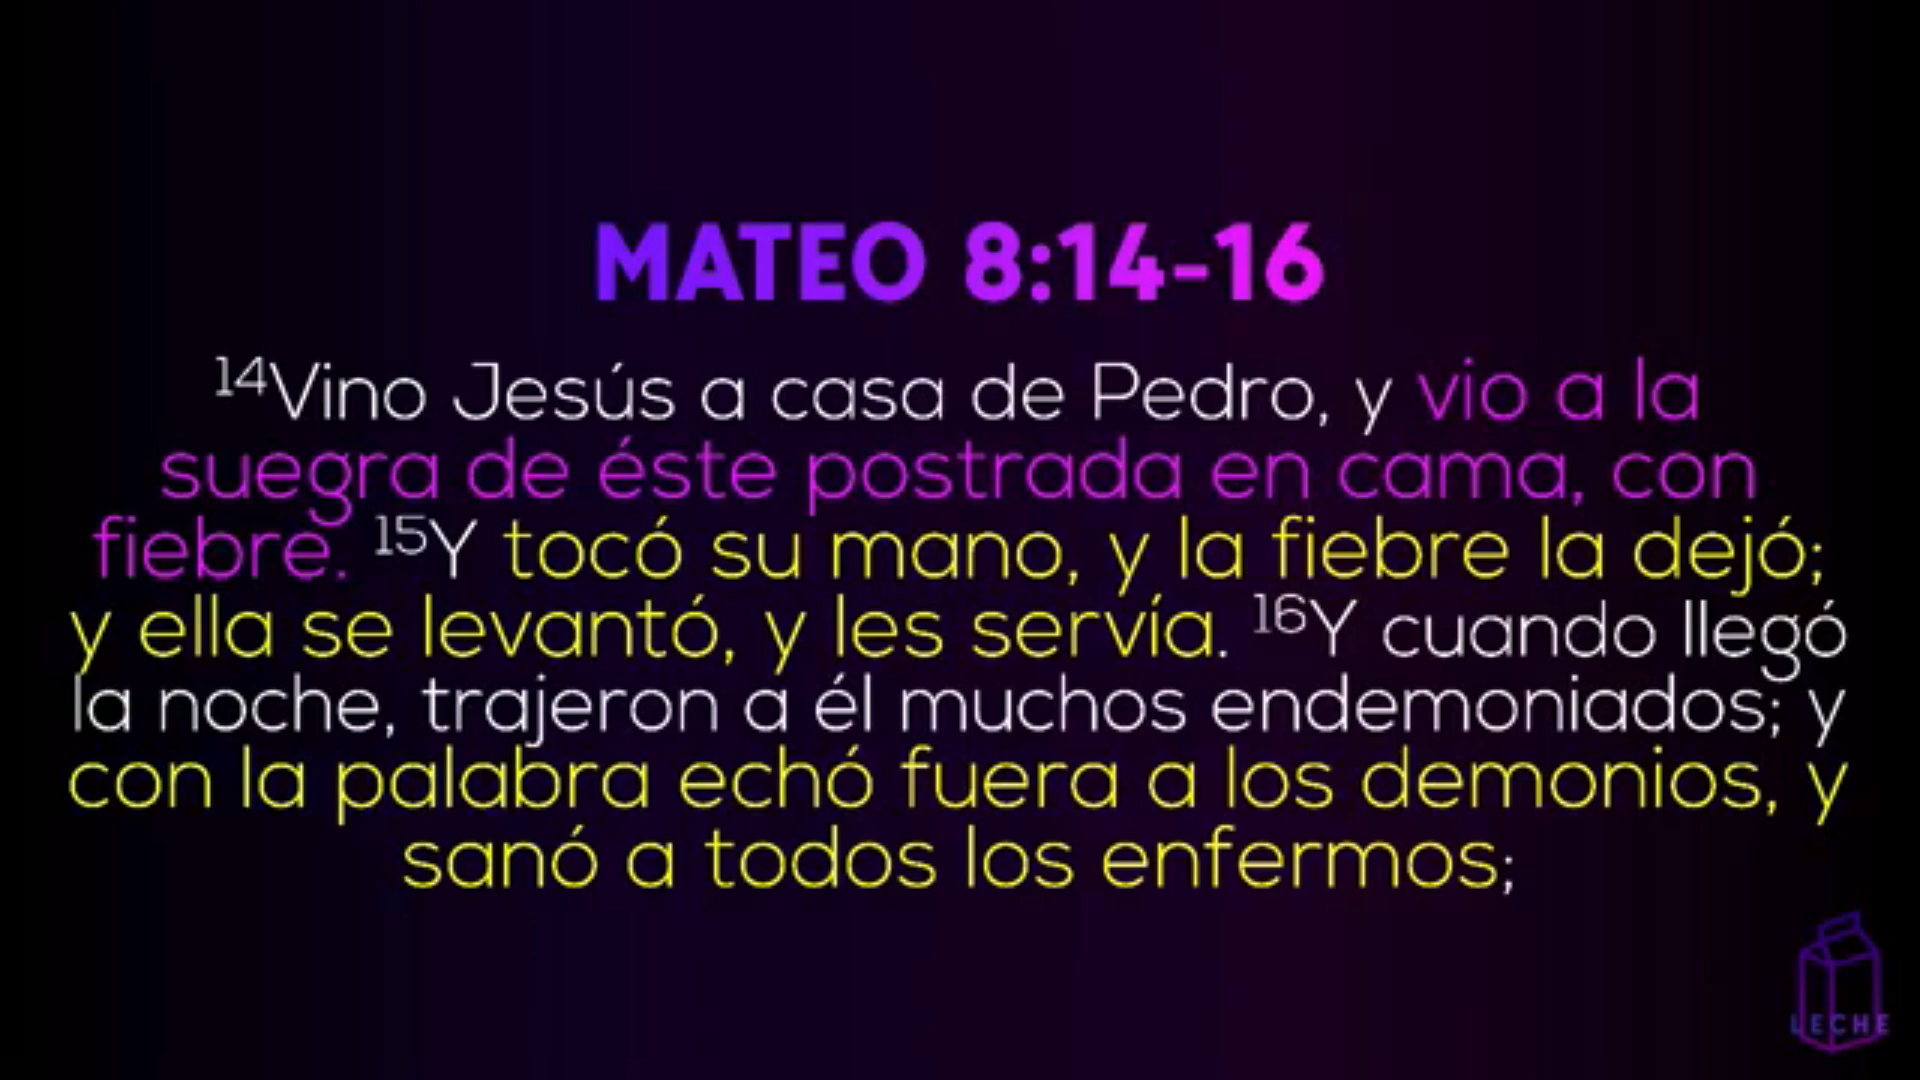 MATEO 8:14-16
14Vino Jesús a casa de Pedro, y vio a la
suegra de éste postrada en cama, con
fiebre. 15Y tocó su mano, y la fiebre la dejó;
y ella se levantó, y les servía. 16Y cuando llegó
la noche, trajeron a él muchos endemoniados; y
con la palabra echó fuera a los demonios, y
sanó a todos los enfermos;
LECHE